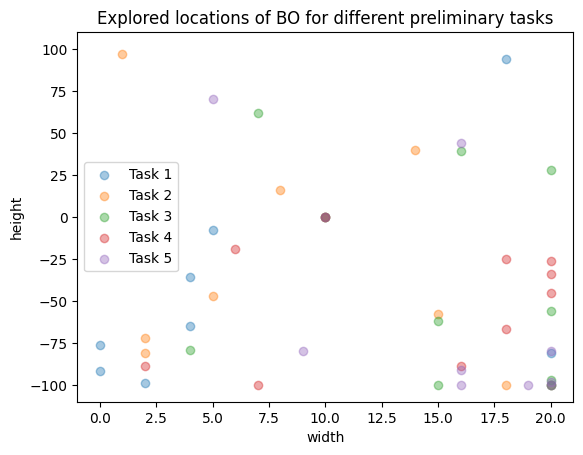 Explored locations of BO for different preliminary tasks
100
75
50
25
0
−25
−50
−75
−100
height
Task 1
Task 2
Task 3
Task 4
Task 5
0.0 2.5 5.0 7.5 10.0 12.5 15.0 17.5 20.0
width